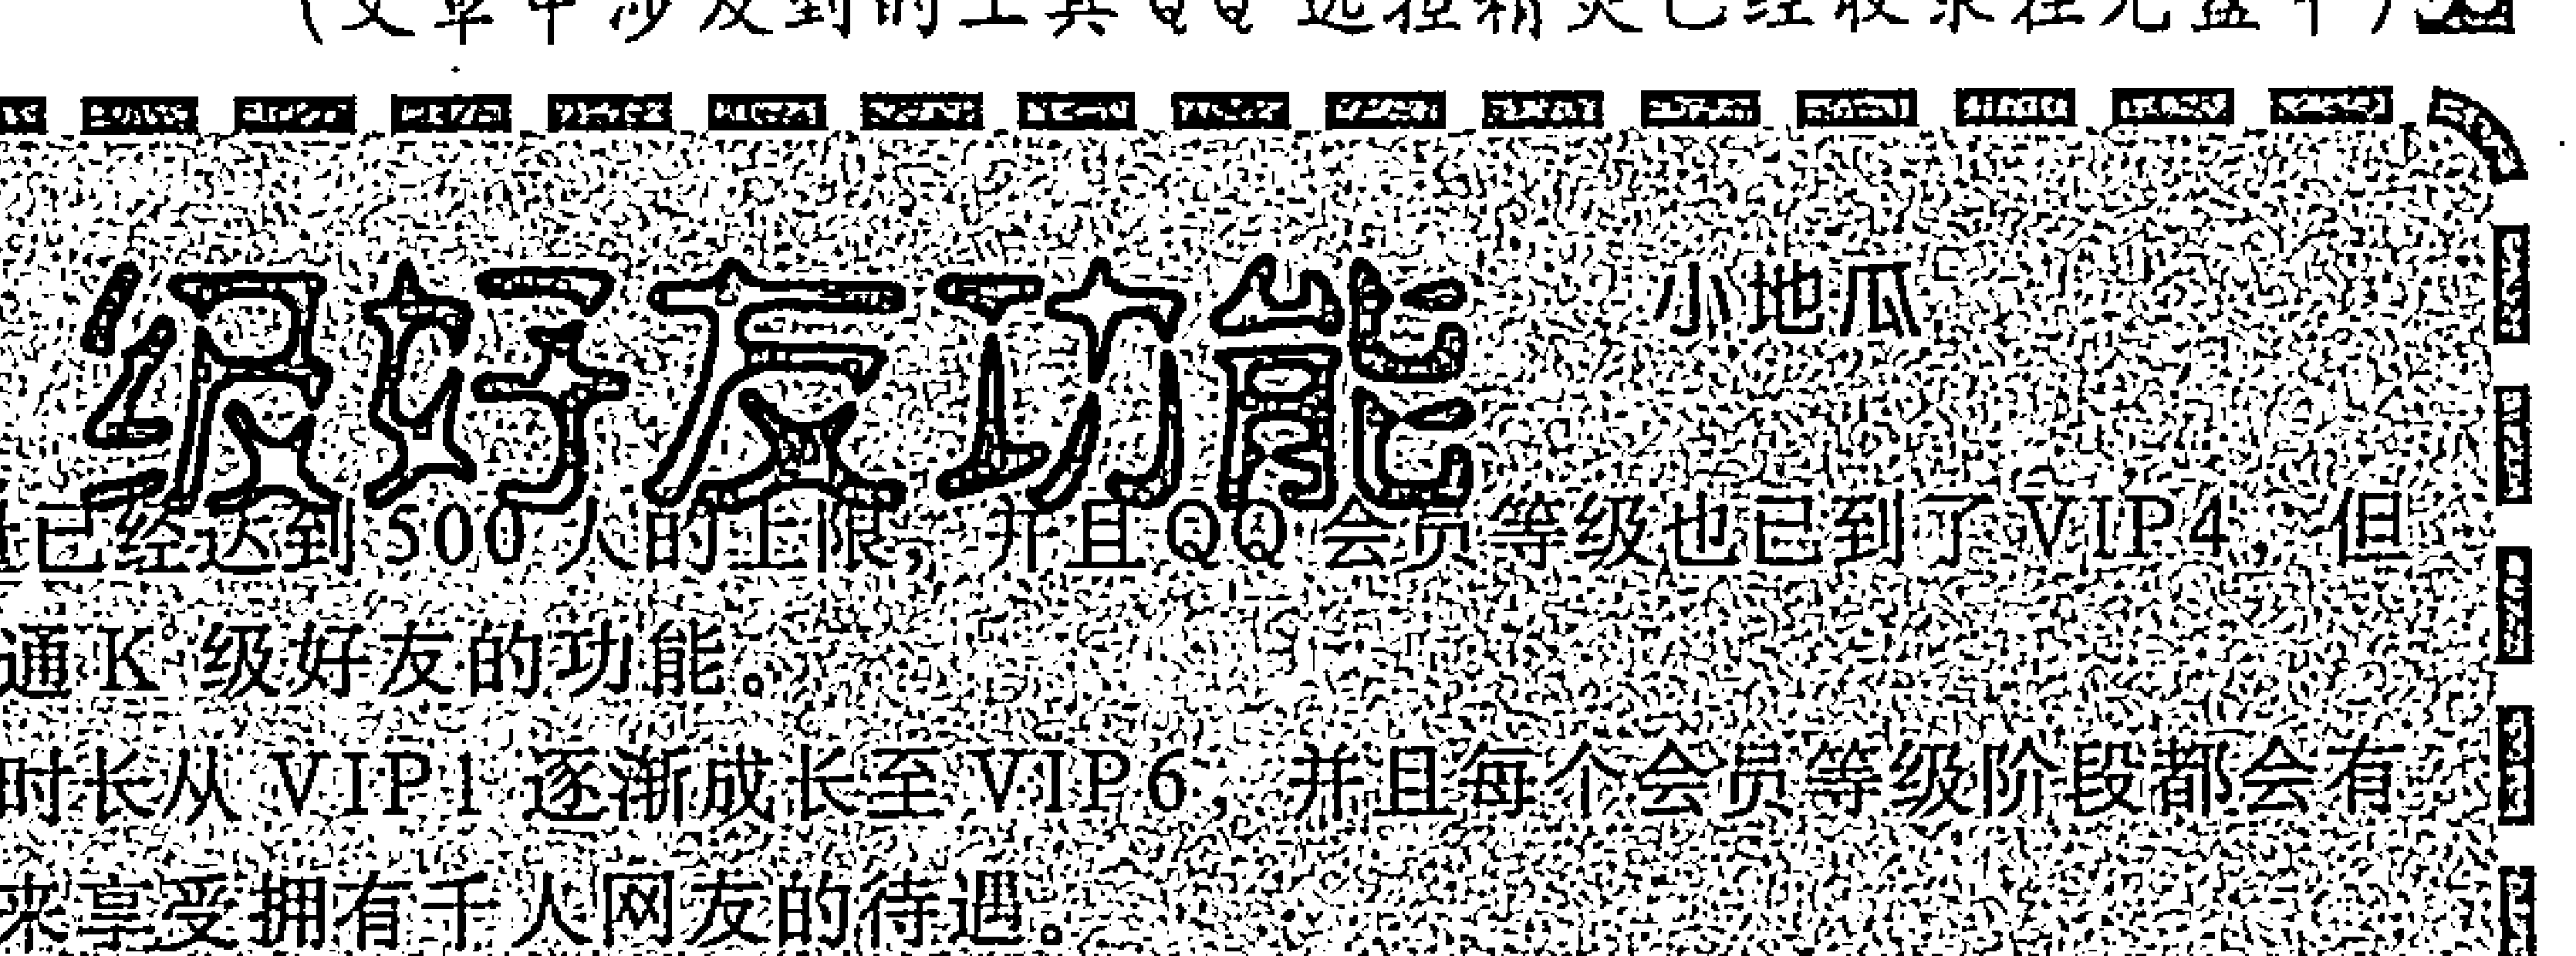 (文章中涉及到的工具QQ 远控精灵已经收录在光盘中)
级好友功能 小地瓜
已经达到500人的上限，并且QQ会员等级也已到了VIP4，但
通K级好友的功能。
时长从VIP1逐渐成长至VIP6，并且每个会员等级阶段都会有
来享受拥有千人网友的待遇。